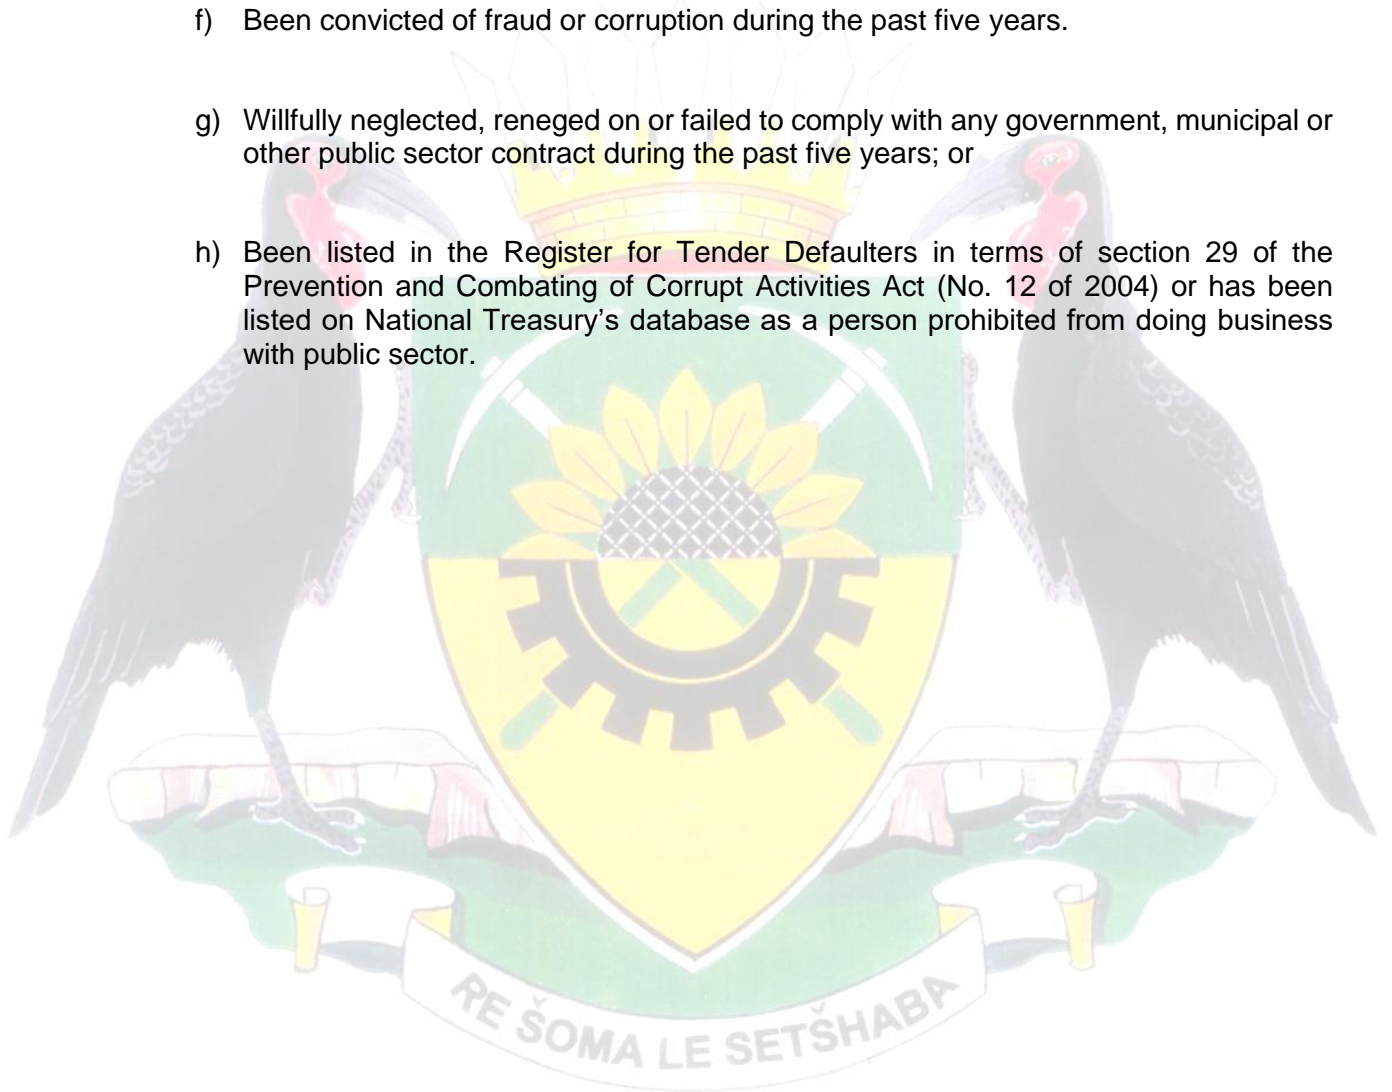 f) Been convicted of fraud or corruption during the past five years.
g) Willfully neglected, reneged on or failed to comply with any government, municipal or
other public sector contract during the past five years; or
h) Been listed in the Register for Tender Defaulters in terms of section 29 of the
Prevention and Combating of Corrupt Activities Act (No. 12 of 2004) or has been
listed on National Treasury’s database as a person prohibited from doing business
with public sector.
RE ŠOMA LE SETŠHABA